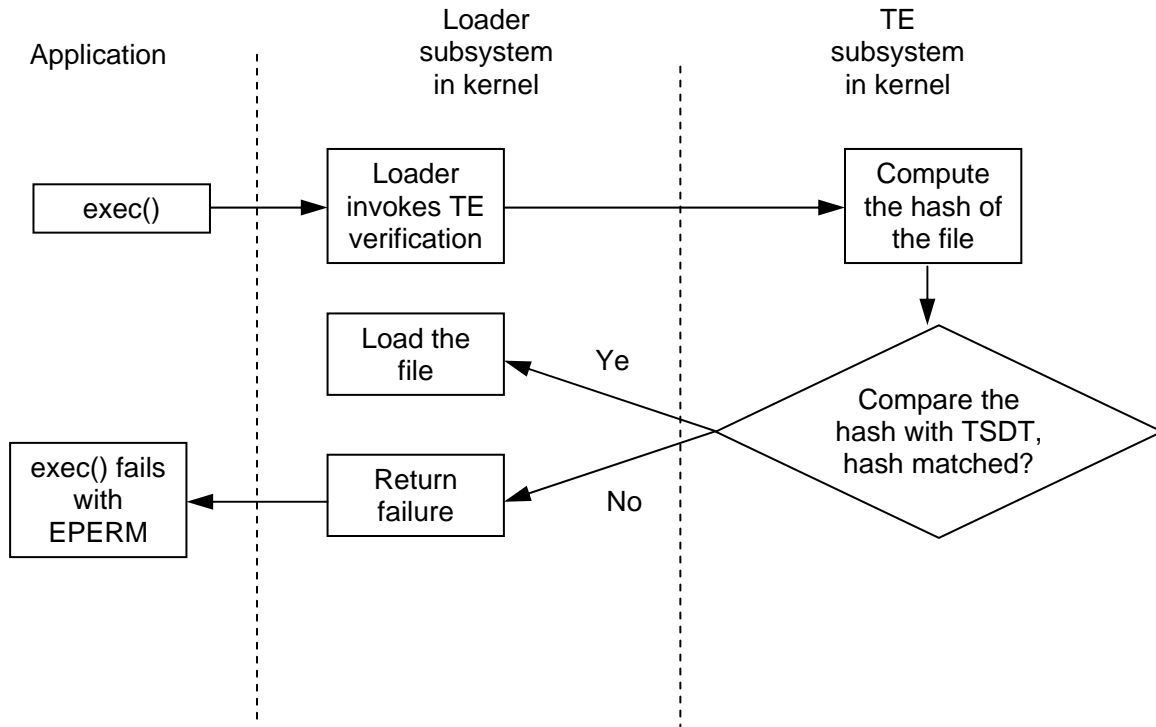 Application
Loader
subsystem
in kernel
TE
subsystem
in kernel
exec()
Loader
invokes TE
verification
Compute
the hash of
the file
Load the
file
Ye
Compare the
hash with TSDT,
hash matched?
exec() fails
with
EPERM
Return
failure
No